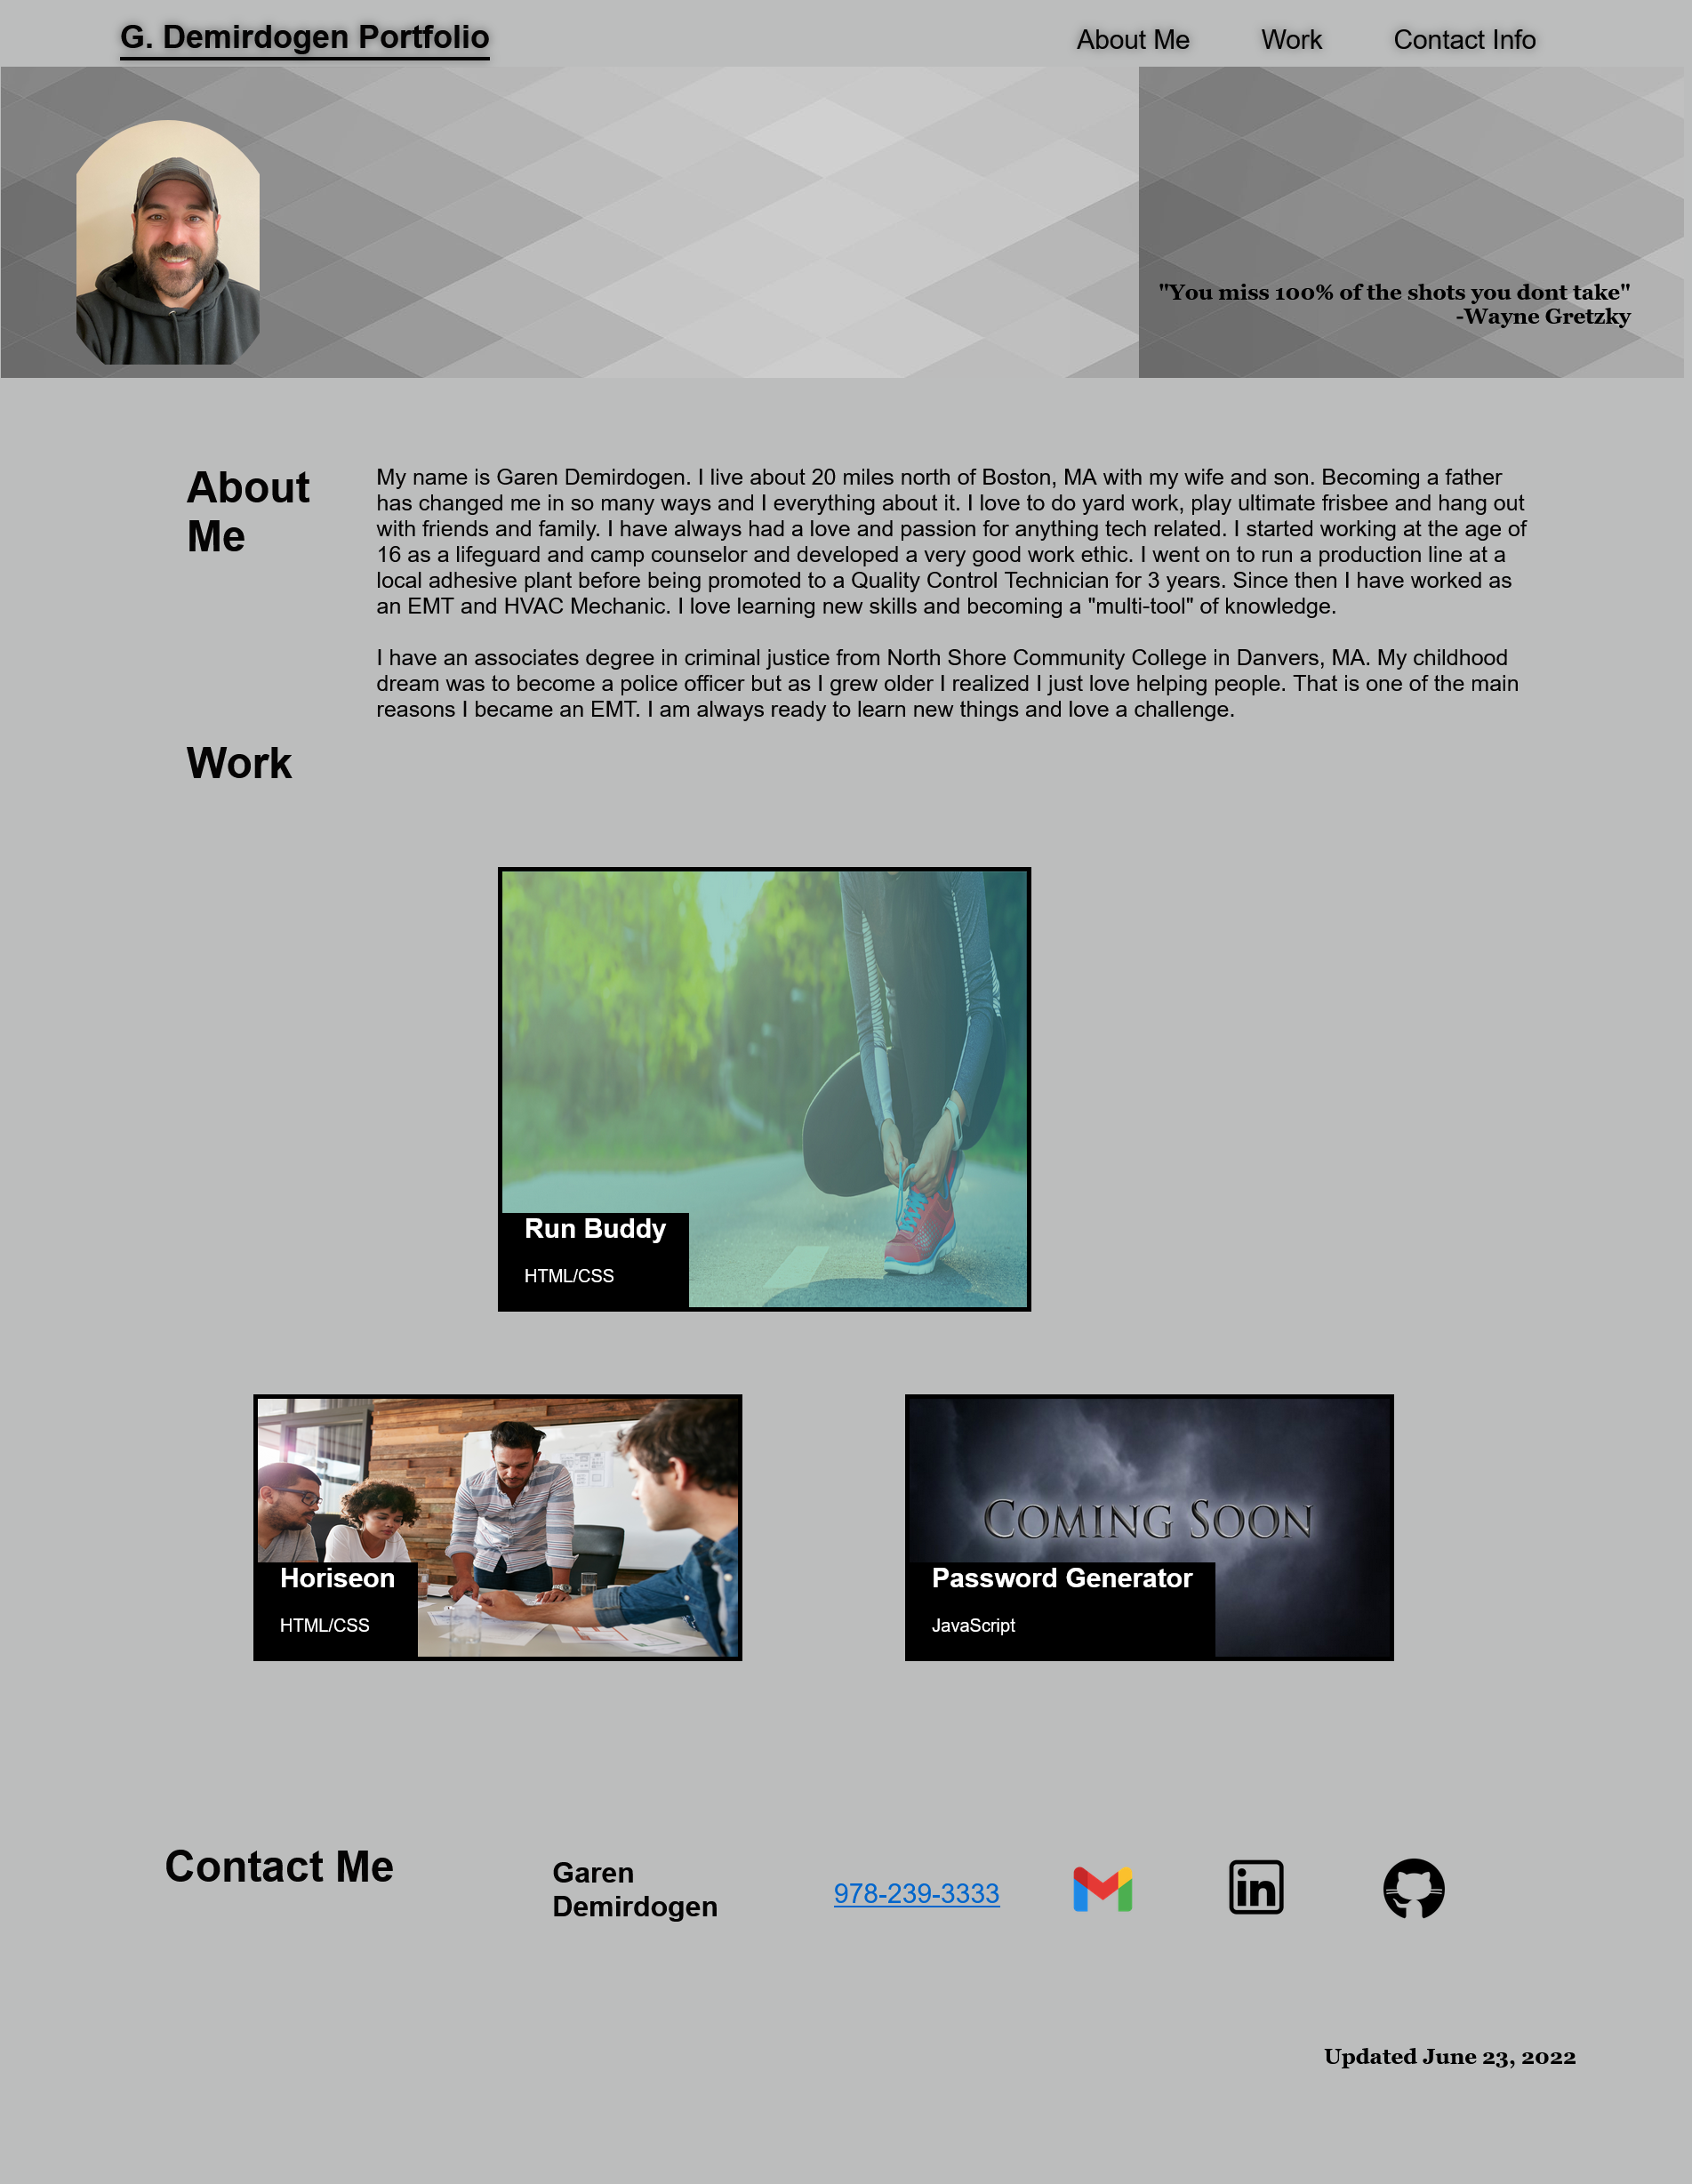 G. Demirdogen Portfolio
About Me
Work
Contact Info
"You miss 100% of the shots you dont take"
-Wayne Gretzky
About
Me
My name is Garen Demirdogen. I live about 20 miles north of Boston, MA with my wife and son. Becoming a father
has changed me in so many ways and I everything about it. I love to do yard work, play ultimate frisbee and hang out
with friends and family. I have always had a love and passion for anything tech related. I started working at the age of
16 as a lifeguard and camp counselor and developed a very good work ethic. I went on to run a production line at a
local adhesive plant before being promoted to a Quality Control Technician for 3 years. Since then I have worked as
an EMT and HVAC Mechanic. I love learning new skills and becoming a "multi-tool" of knowledge.
I have an associates degree in criminal justice from North Shore Community College in Danvers, MA. My childhood
dream was to become a police officer but as I grew older I realized I just love helping people. That is one of the main
reasons I became an EMT. I am always ready to learn new things and love a challenge.
Work
Run Buddy
HTML/CSS
Horiseon
HTML/CSS
COMING SOON
Password Generator
JavaScript
Contact Me
Garen
Demirdogen
978-239-3333
in
Updated June 23, 2022